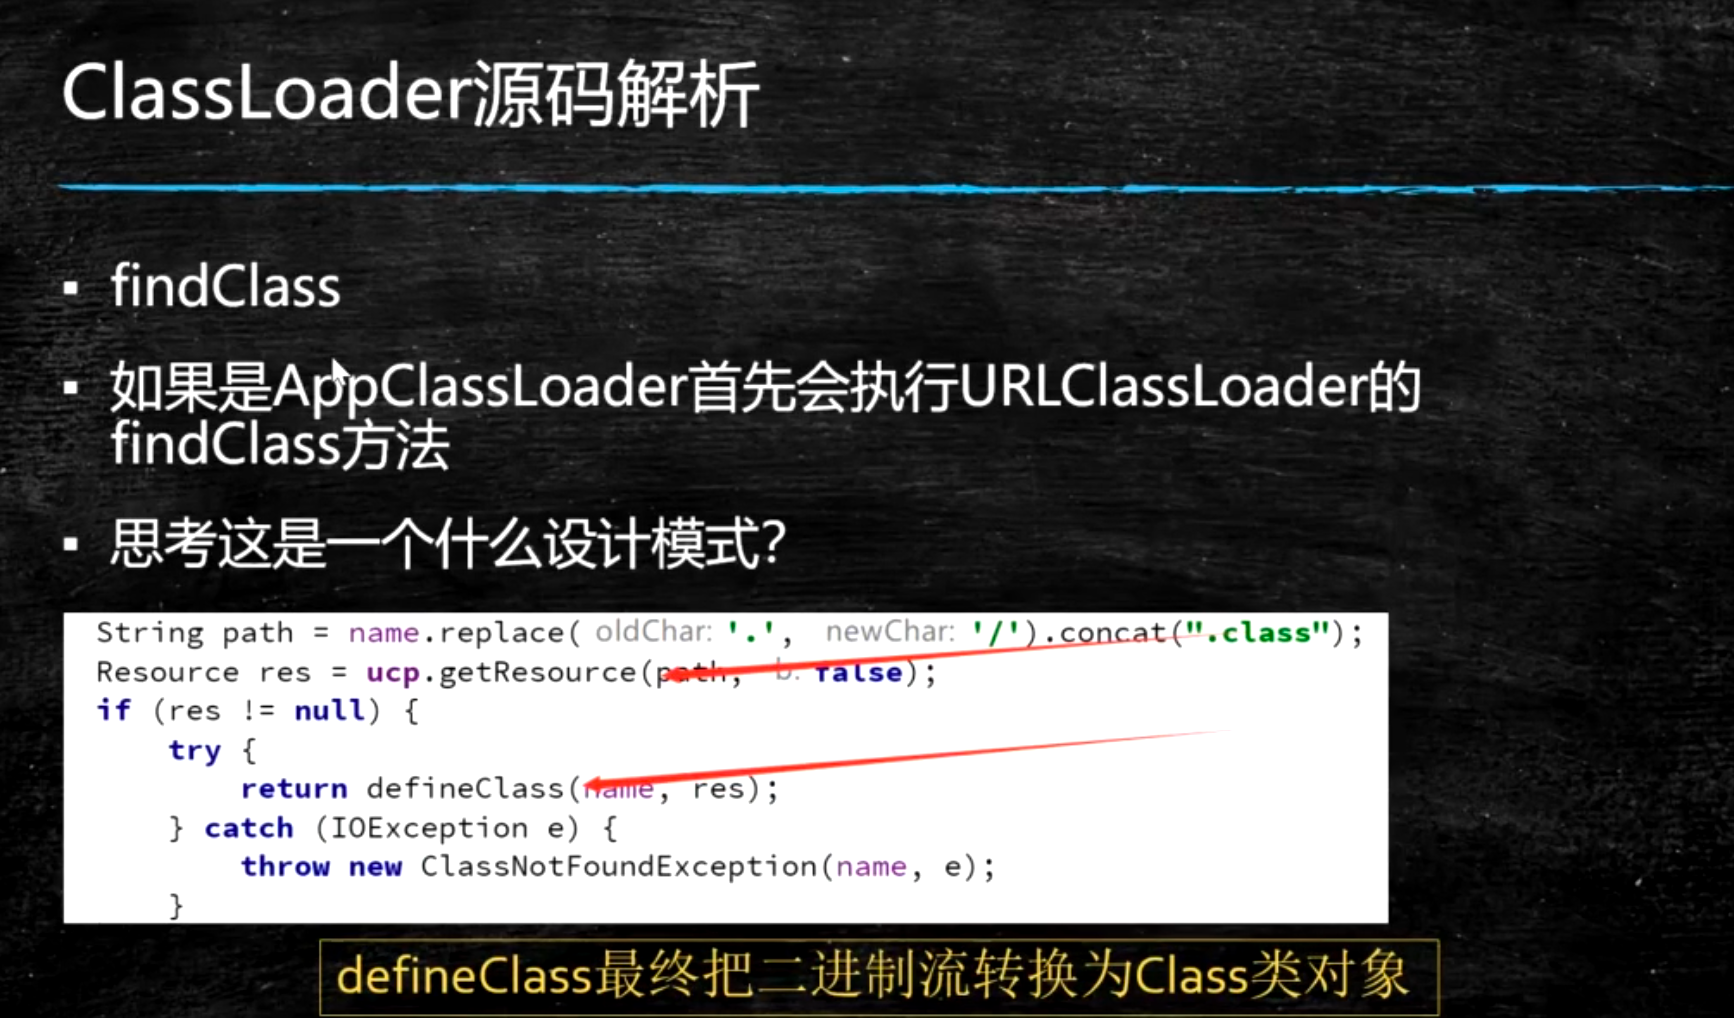 ClassLoader源码解析
▪ findClass
▪ 如果是AppClassLoader首先会执行URLClassLoader的
findClass方法
▪ 思考这是一个什么设计模式?
String path = name.replace( oldChar: '.', newChar: '/').concat(".class");
Resource res = ucp.getResource(path, b: false);
if (res != null) {
try {
return defineClass(name, res);
} catch (IOException e) {
throw new ClassNotFoundException(name, e);
}
defineClass最终把二进制流转换为Class类对象